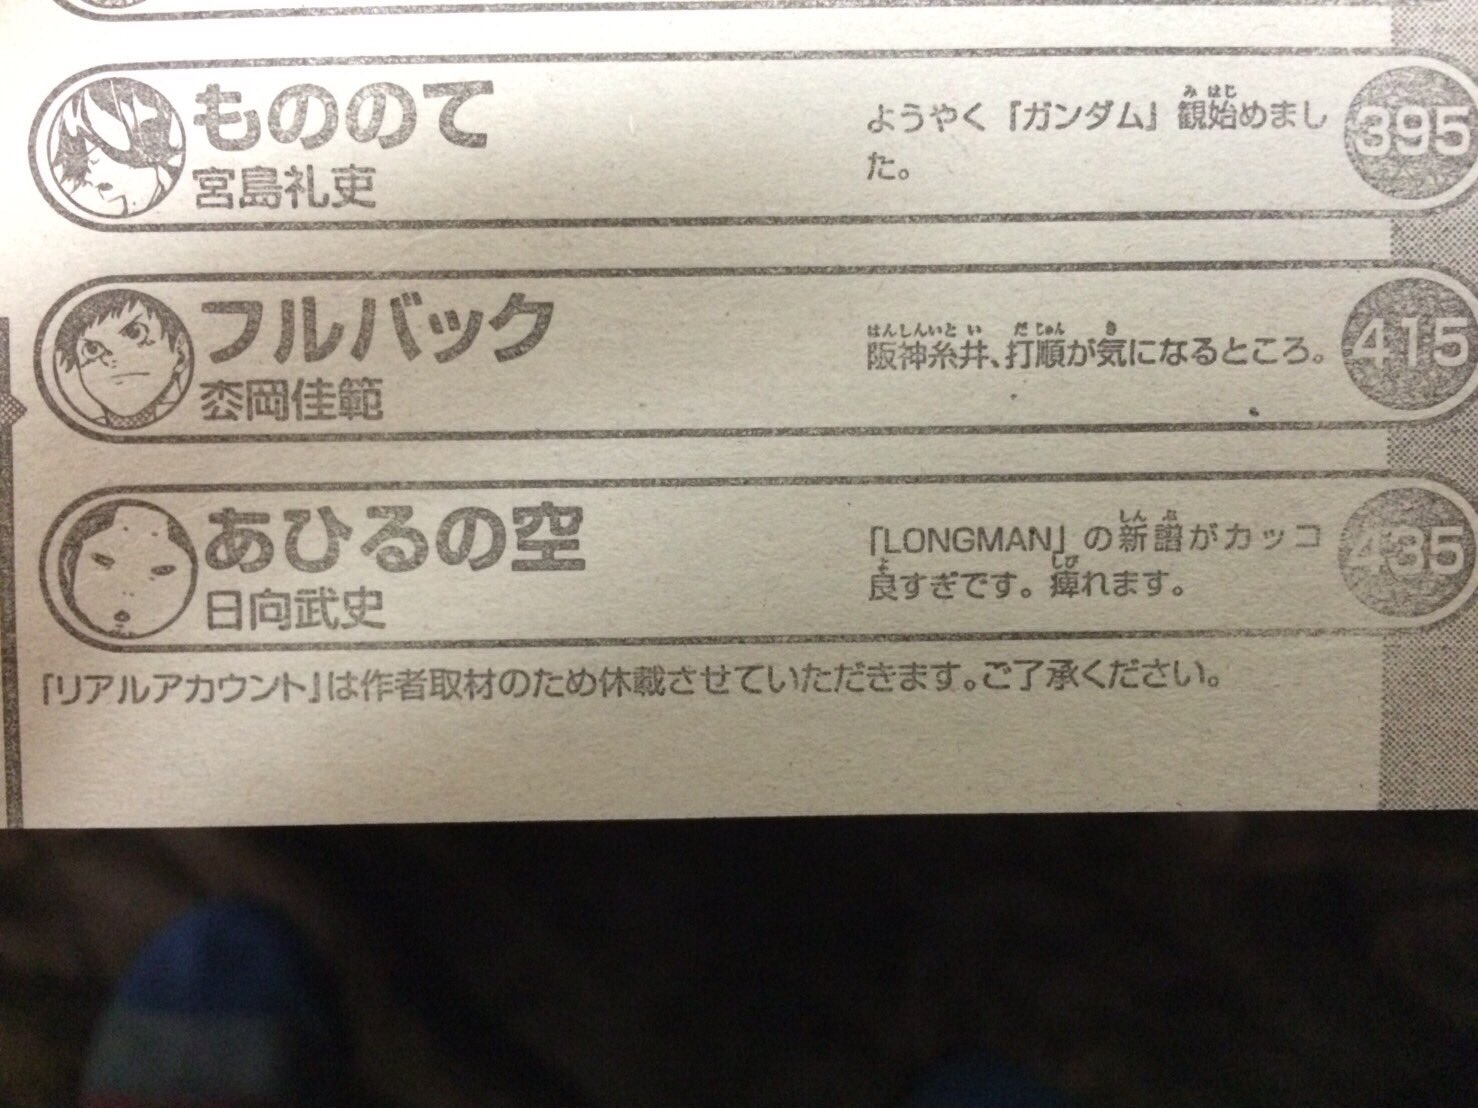 もののて
宮島礼吏
ようやく『ガンダム』観始めまし
た。
395
フルバック
枩岡佳範
阪神糸井、打順が気になるところ。
415
あひるの空
日向武史
『LONGMAN』の新譜がカッコ
良すぎです。痺れます。
435
『リアルアカウント』は作者取材のため休載させていただきます。ご了承ください。